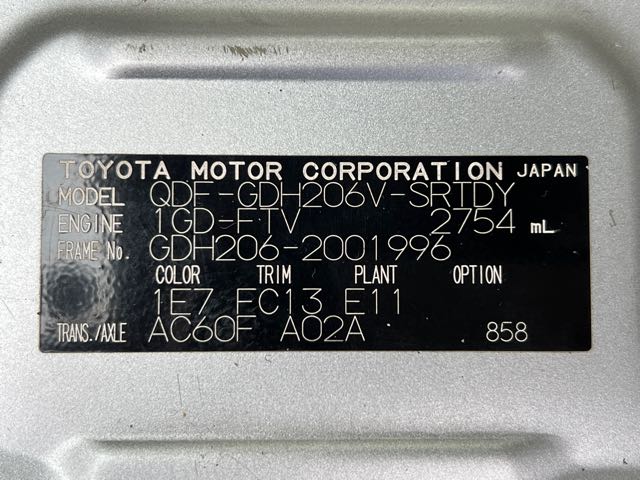 TOYOTA MOTOR CORPORATION JAPAN
MODEL QDF-GDH206V-SRTDY
ENGINE 1GD-FTV 2754 mL
FRAME No. GDH206-2001996
COLOR TRIM PLANT OPTION
1E7 FC13 E11
TRANS./AXLE AC60F A02A 858